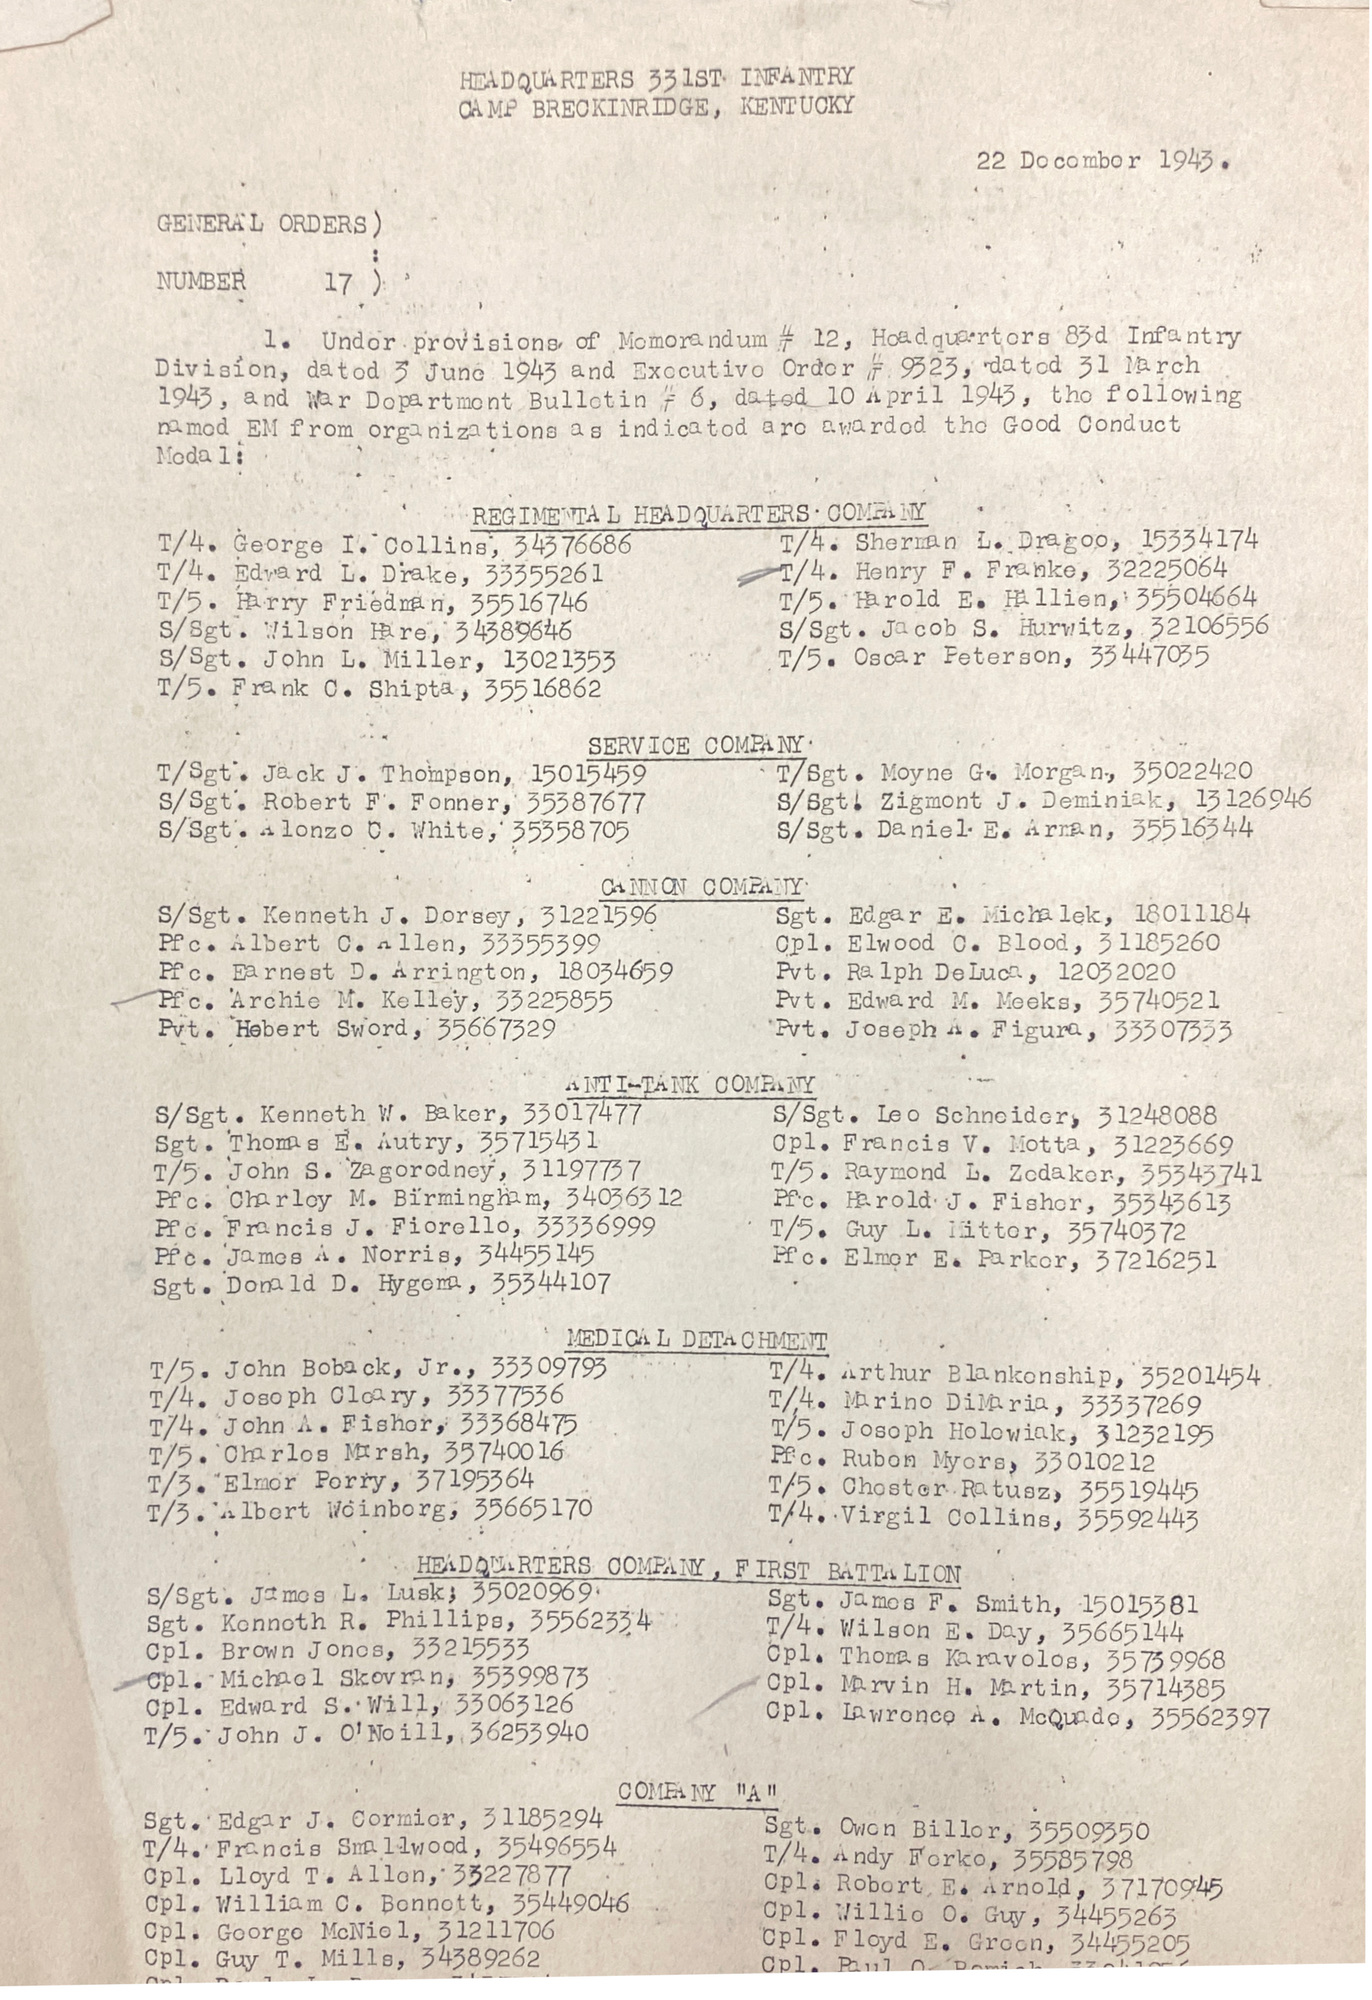 HEADQUARTERS 331ST INFANTRY
CAMP BRECKINRIDGE, KENTUCKY
22 December 1943.
GENERAL ORDERS)
:
NUMBER 17 )
1. Under provisions of Memorandum # 12, Headquarters 83d Infantry
Division, dated 3 June 1943 and Executive Order # 9323, dated 31 March
1943, and War Department Bulletin # 6, dated 10 April 1943, the following
named EM from organizations as indicated are awarded the Good Conduct
Medal:
REGIMENTAL HEADQUARTERS COMPANY
T/4. George I. Collins, 34376686 T/4. Sherman L. Dragoo, 15334174
T/4. Edward L. Drake, 33355261 T/4. Henry F. Franke, 32225064
T/5. Harry Friedman, 35516746 T/5. Harold E. Hallien, 35504664
S/Sgt. Wilson Hare, 34389646 S/Sgt. Jacob S. Hurwitz, 32106556
S/Sgt. John L. Miller, 13021353 T/5. Oscar Peterson, 33447035
T/5. Frank C. Shipta, 35516862
SERVICE COMPANY
T/Sgt. Jack J. Thompson, 15015459 T/Sgt. Moyne G. Morgan, 35022420
S/Sgt. Robert F. Fonner, 35387677 S/Sgt. Zigmont J. Deminiak, 13126946
S/Sgt. Alonzo C. White, 35358705 S/Sgt. Daniel E. Arman, 35516344
CANNON COMPANY
S/Sgt. Kenneth J. Dorsey, 31221596 Sgt. Edgar E. Michalek, 18011184
Pfc. Albert C. Allen, 33355399 Cpl. Elwood C. Blood, 31185260
Pfc. Earnest D. Arrington, 18034659 Pvt. Ralph DeLuca, 12032020
Pfc. Archie M. Kelley, 33225855 Pvt. Edward M. Meeks, 35740521
Pvt. Hebert Sword, 35667329 Pvt. Joseph A. Figura, 33307333
ANTI-TANK COMPANY
S/Sgt. Kenneth W. Baker, 33017477 S/Sgt. Leo Schneider, 31248088
Sgt. Thomas E. Autry, 35715431 Cpl. Francis V. Motta, 31223669
T/5. John S. Zagorodney, 31197737 T/5. Raymond L. Zedaker, 35343741
Pfc. Charley M. Birmingham, 34036312 Pfc. Harold J. Fisher, 35343613
Pfc. Francis J. Fiorello, 33336999 T/5. Guy L. Nitter, 35740372
Pfc. James A. Norris, 34455145 Pfc. Elmer E. Parker, 37216251
Sgt. Donald D. Hygema, 35344107
MEDICAL DETACHMENT
T/5. John Boback, Jr., 33309793 T/4. Arthur Blankenship, 35201454
T/4. Joseph Cleary, 33377536 T/4. Marino DiMaria, 33337269
T/4. John A. Fisher, 33368475 T/5. Joseph Holowiak, 31232195
T/5. Charles Marsh, 35740016 Pfc. Ruben Myers, 33010212
T/3. Elmer Perry, 37195364 T/5. Chester Ratusz, 35519445
T/3. Albert Weinberg, 35665170 T/4. Virgil Collins, 35592443
HEADQUARTERS COMPANY, FIRST BATTALION
S/Sgt. James L. Lusk, 35020969 Sgt. James F. Smith, 15015381
Sgt. Kenneth R. Phillips, 35562334 T/4. Wilson E. Day, 35665144
Cpl. Brown Jones, 33215533 Cpl. Thomas Karavolos, 35739968
Cpl. Michael Skovran, 35399873 Cpl. Marvin H. Martin, 35714385
Cpl. Edward S. Will, 33063126 Cpl. Lawrence A. McQuade, 35562397
T/5. John J. O'Neill, 36253940
COMPANY "A"
Sgt. Edgar J. Cormier, 31185294 Sgt. Owen Biller, 35509350
T/4. Francis Smallwood, 35496554 T/4. Andy Ferko, 35585798
Cpl. Lloyd T. Allen, 33227877 Cpl. Robert E. Arnold, 37170945
Cpl. William C. Bennett, 35449046 Cpl. Willie O. Guy, 34455263
Cpl. George McNiel, 31211706 Cpl. Floyd E. Green, 34455205
Cpl. Guy T. Mills, 34389262 Cpl. Paul O.